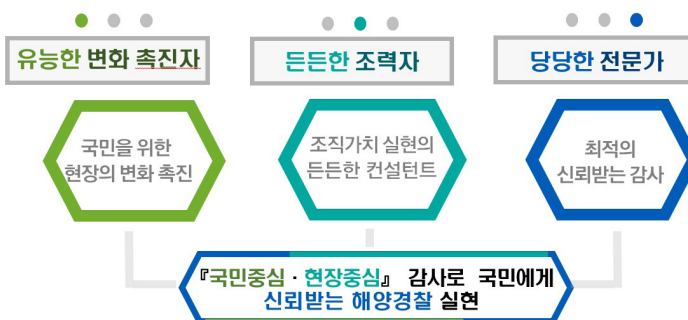 유능한 변화 촉진자
든든한 조력자
당당한 전문가
국민을 위한
현장의 변화 촉진
조직가치 실현의
든든한 컨설턴트
최적의
신뢰받는 감사
『국민중심 · 현장중심』 감사로 국민에게
신뢰받는 해양경찰 실현